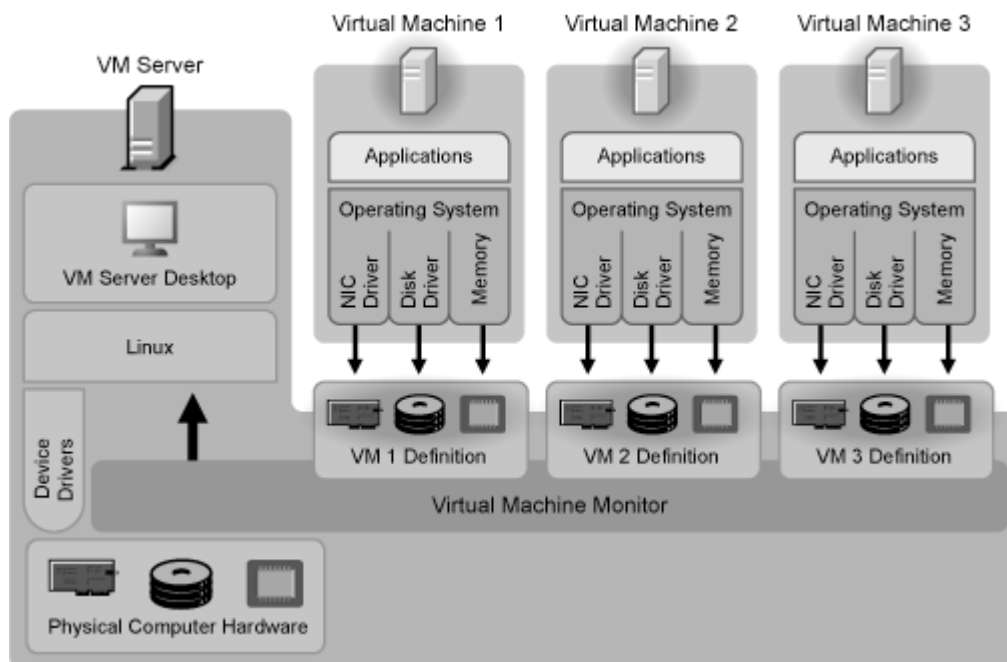 Virtual Machine 1
Virtual Machine 2
Virtual Machine 3
VM Server
Applications
Applications
Applications
Operating System
Operating System
Operating System
NIC
Driver
Disk
Driver
Memory
NIC
Driver
Disk
Driver
Memory
NIC
Driver
Disk
Driver
Memory
VM Server Desktop
Linux
Device
Drivers
VM 1 Definition
VM 2 Definition
VM 3 Definition
Virtual Machine Monitor
Physical Computer Hardware